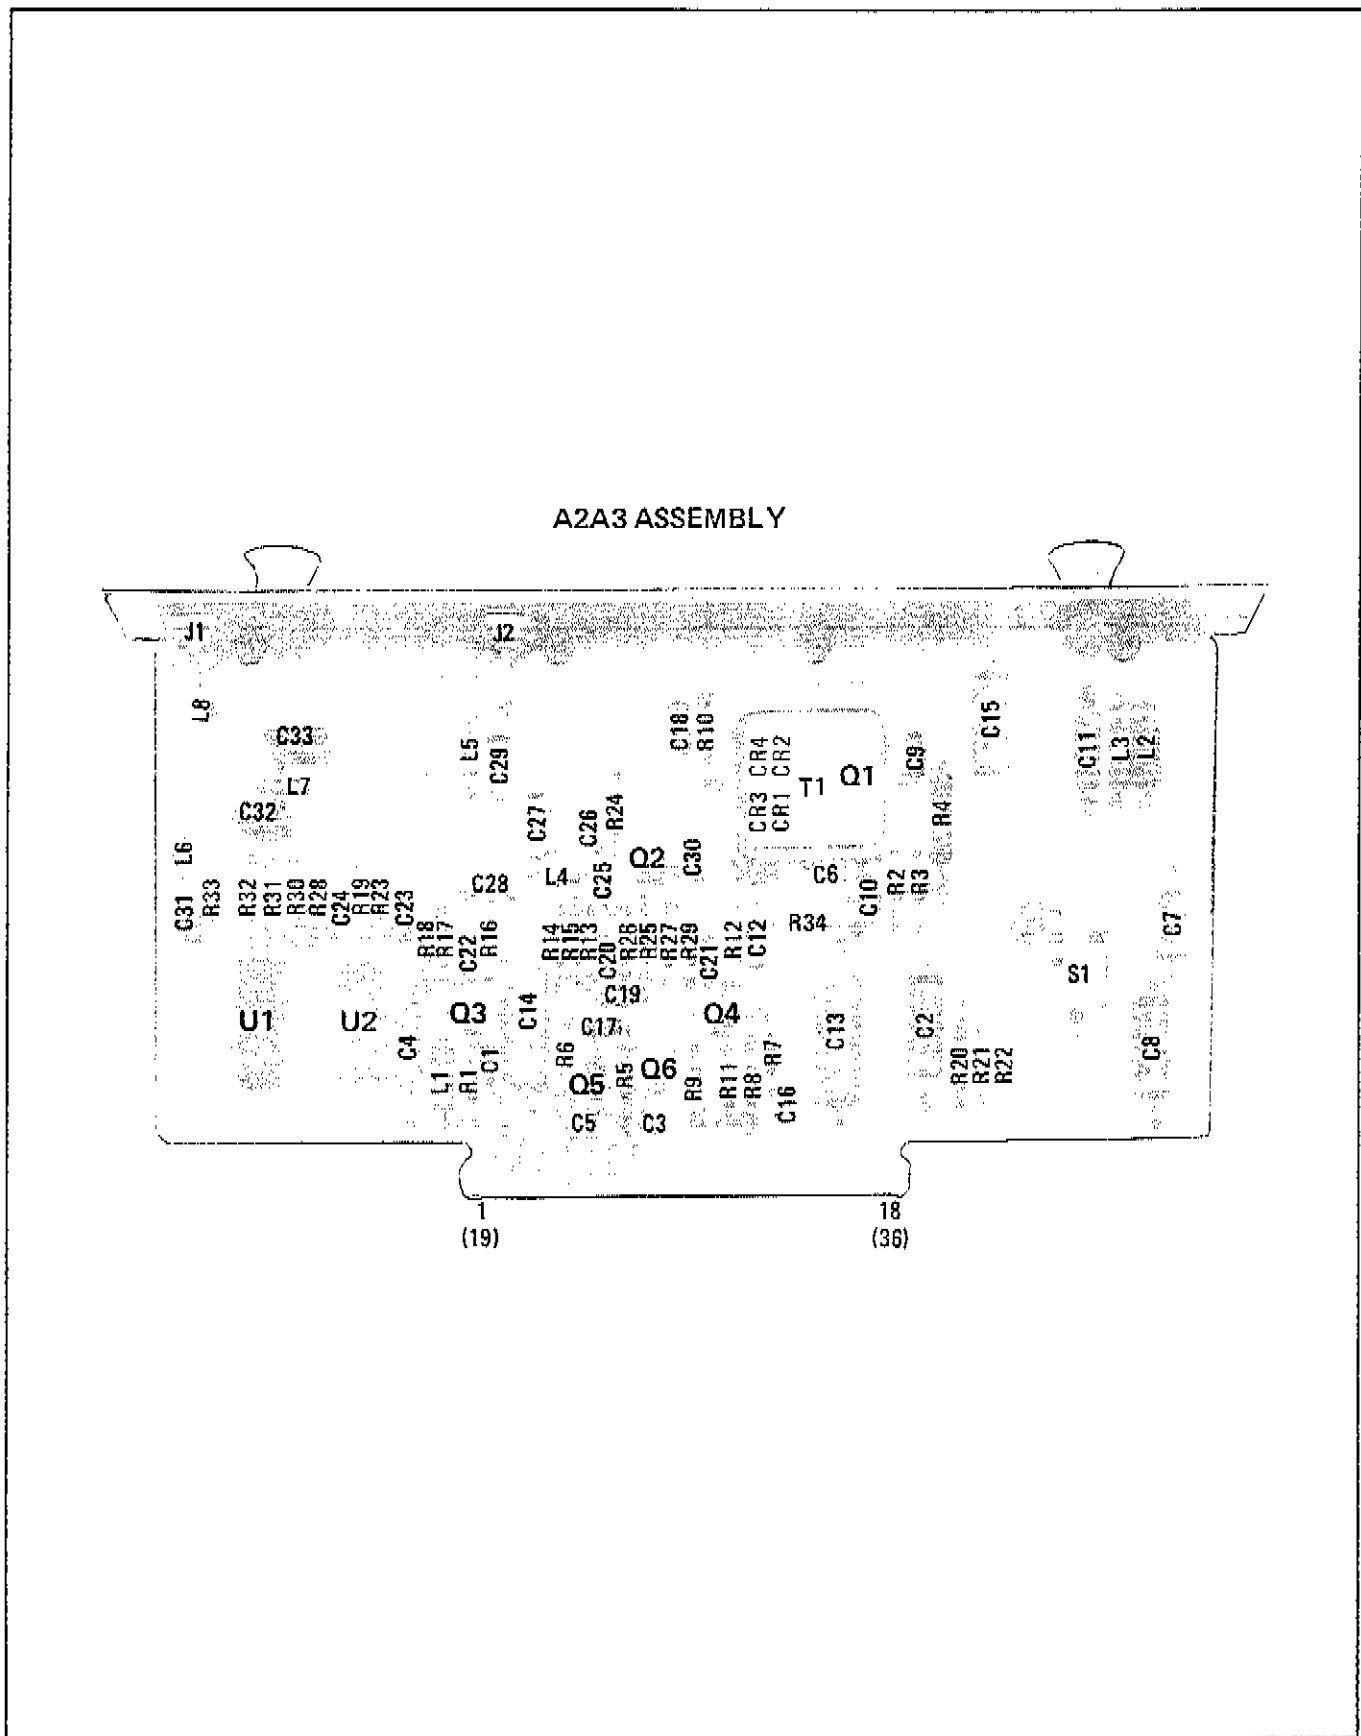 A2A3 ASSEMBLY
J1
J2
L8
C33
L7
C32
L5
C29
C18
R10
CR4
CR2
CR3
CR1
T1
Q1
C9
C15
R4
C11
L3
L2
C27
C26
R24
L6
C28
L4
C25
Q2
C30
C6
C10
R2
R3
C31
R33
R32
R31
R30
R28
C24
R19
R23
C23
R18
R17
C22
R16
R14
R15
R13
C20
R26
R25
R27
R29
C21
R12
C12
R34
C7
S1
C19
U1
U2
C4
Q3
C14
C17
Q4
C13
C2
C8
L1
R1
C1
R6
Q5
R5
Q6
R9
R11
R8
R7
C16
R20
R21
R22
C5
C3
1
18
(19)
(36)